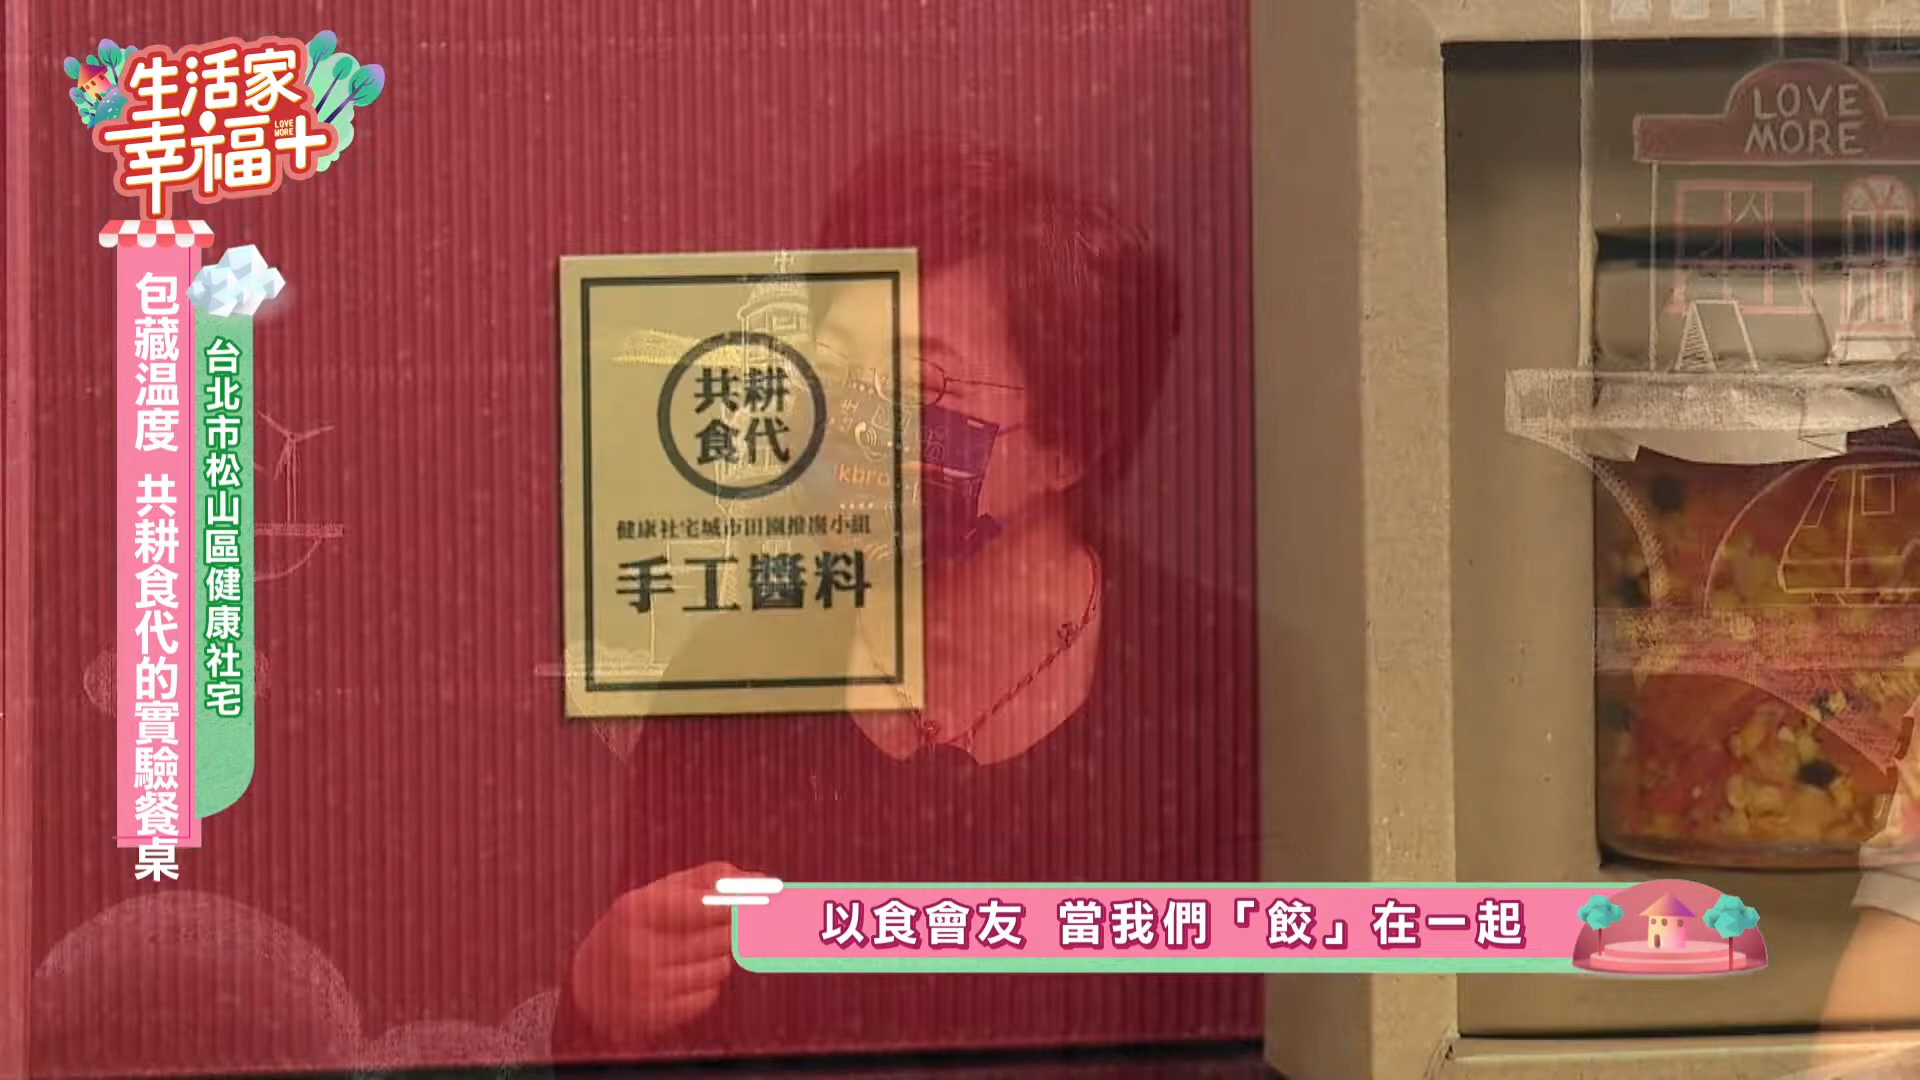 生活家
幸福+
LOVE
MORE
包藏溫度 共耕食代的實驗餐桌
台北市松山區健康社宅
共耕
食代
健康社宅城市田園推廣小組
手工醬料
kbro
LOVE
MORE
以食會友 當我們「餃」在一起